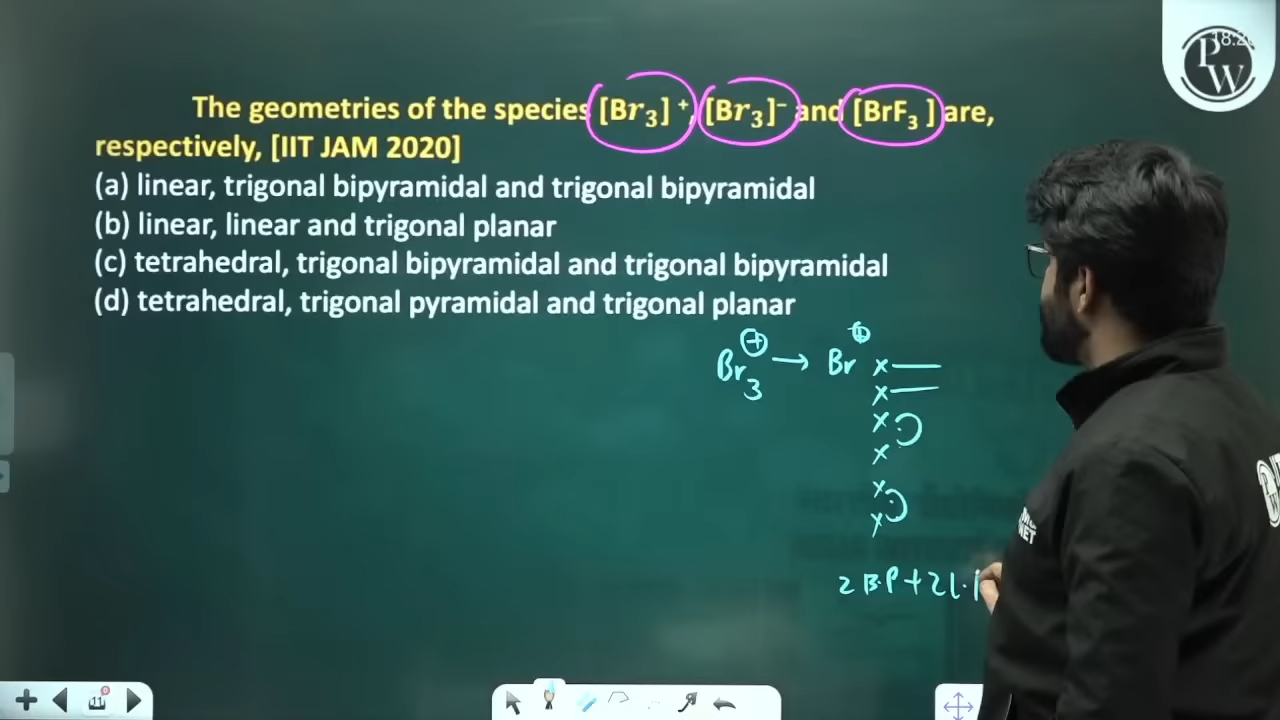 The geometries of the species [Br₃]⁺, [Br₃]⁻ and [BrF₃] are,
respectively, [IIT JAM 2020]
(a) linear, trigonal bipyramidal and trigonal bipyramidal
(b) linear, linear and trigonal planar
(c) tetrahedral, trigonal bipyramidal and trigonal bipyramidal
(d) tetrahedral, trigonal pyramidal and trigonal planar
Br₃⊕ → Br⊕
2 B.P + 2 L.
PW
11